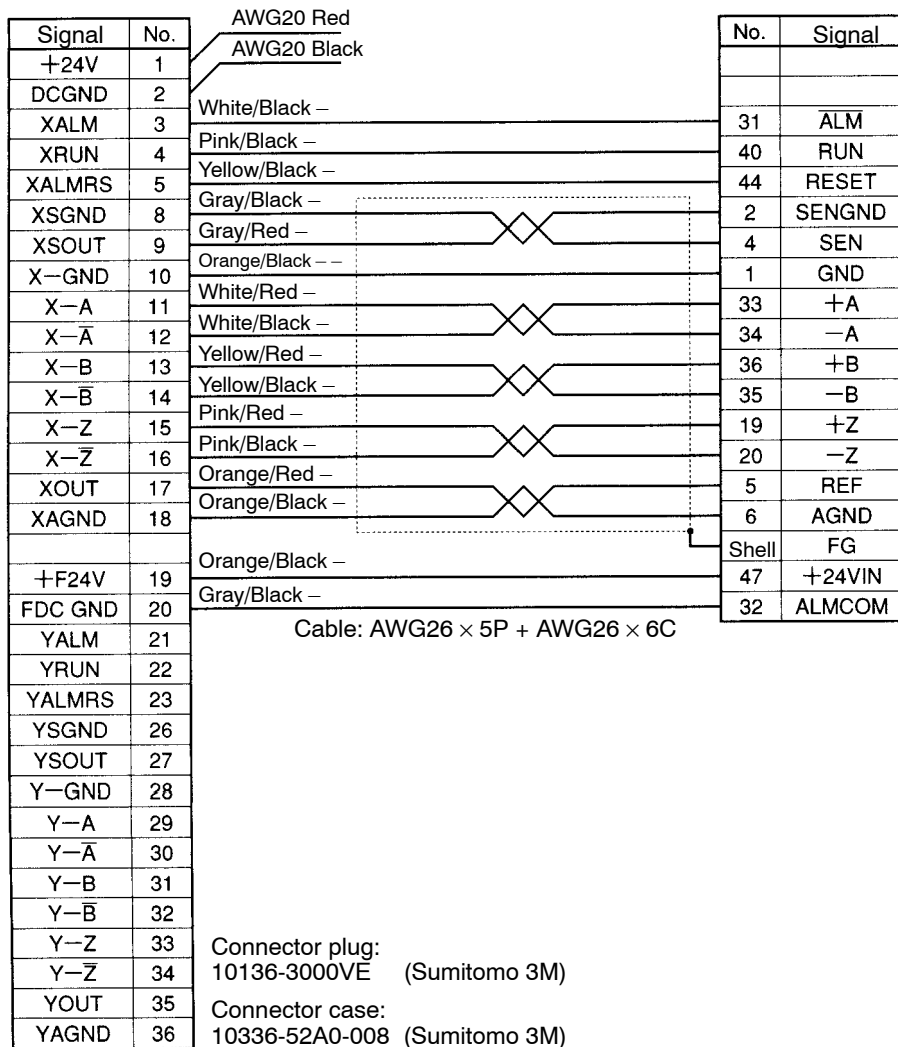 AWG20 Red
AWG20 Black
Signal No.
+24V 1
DCGND 2
XALM 3
XRUN 4
XALMRS 5
XSGND 8
XSOUT 9
X−GND 10
X−A 11
X−A̅ 12
X−B 13
X−B̅ 14
X−Z 15
X−Z̅ 16
XOUT 17
XAGND 18
+F24V 19
FDC GND 20
YALM 21
YRUN 22
YALMRS 23
YSGND 26
YSOUT 27
Y−GND 28
Y−A 29
Y−A̅ 30
Y−B 31
Y−B̅ 32
Y−Z 33
Y−Z̅ 34
YOUT 35
YAGND 36
White/Black –
Pink/Black –
Yellow/Black –
Gray/Black –
Gray/Red –
Orange/Black – –
White/Red –
White/Black –
Yellow/Red –
Yellow/Black –
Pink/Red –
Pink/Black –
Orange/Red –
Orange/Black –
Orange/Black –
Gray/Black –
No. Signal
31 A̅L̅M̅
40 RUN
44 RESET
2 SENGND
4 SEN
1 GND
33 +A
34 −A
36 +B
35 −B
19 +Z
20 −Z
5 REF
6 AGND
Shell FG
47 +24VIN
32 ALMCOM
Cable: AWG26 × 5P + AWG26 × 6C
Connector plug:
10136-3000VE (Sumitomo 3M)
Connector case:
10336-52A0-008 (Sumitomo 3M)